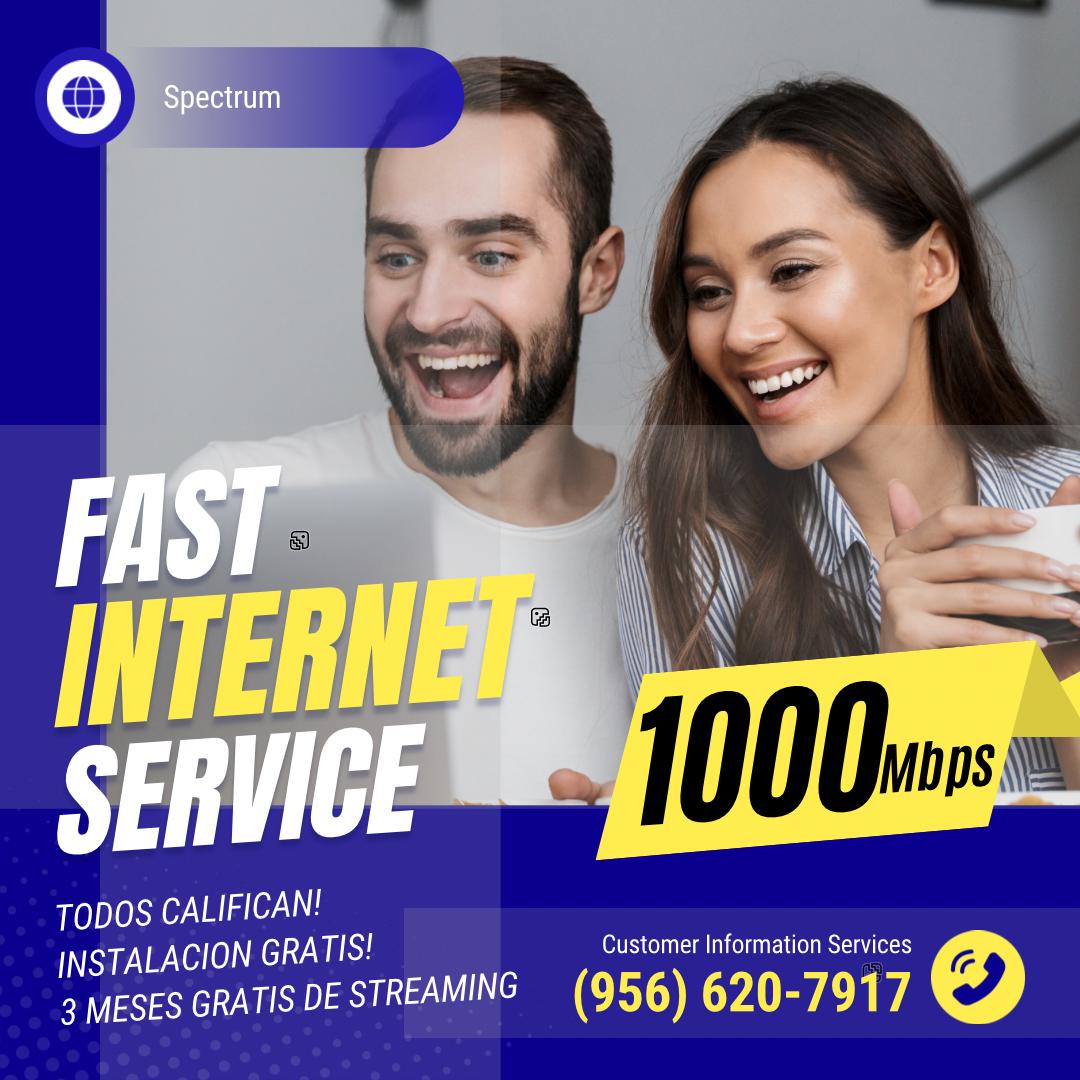 Spectrum
FAST
INTERNET
SERVICE
1000Mbps
TODOS CALIFICAN!
INSTALACION GRATIS!
3 MESES GRATIS DE STREAMING
Customer Information Services
(956) 620-7917